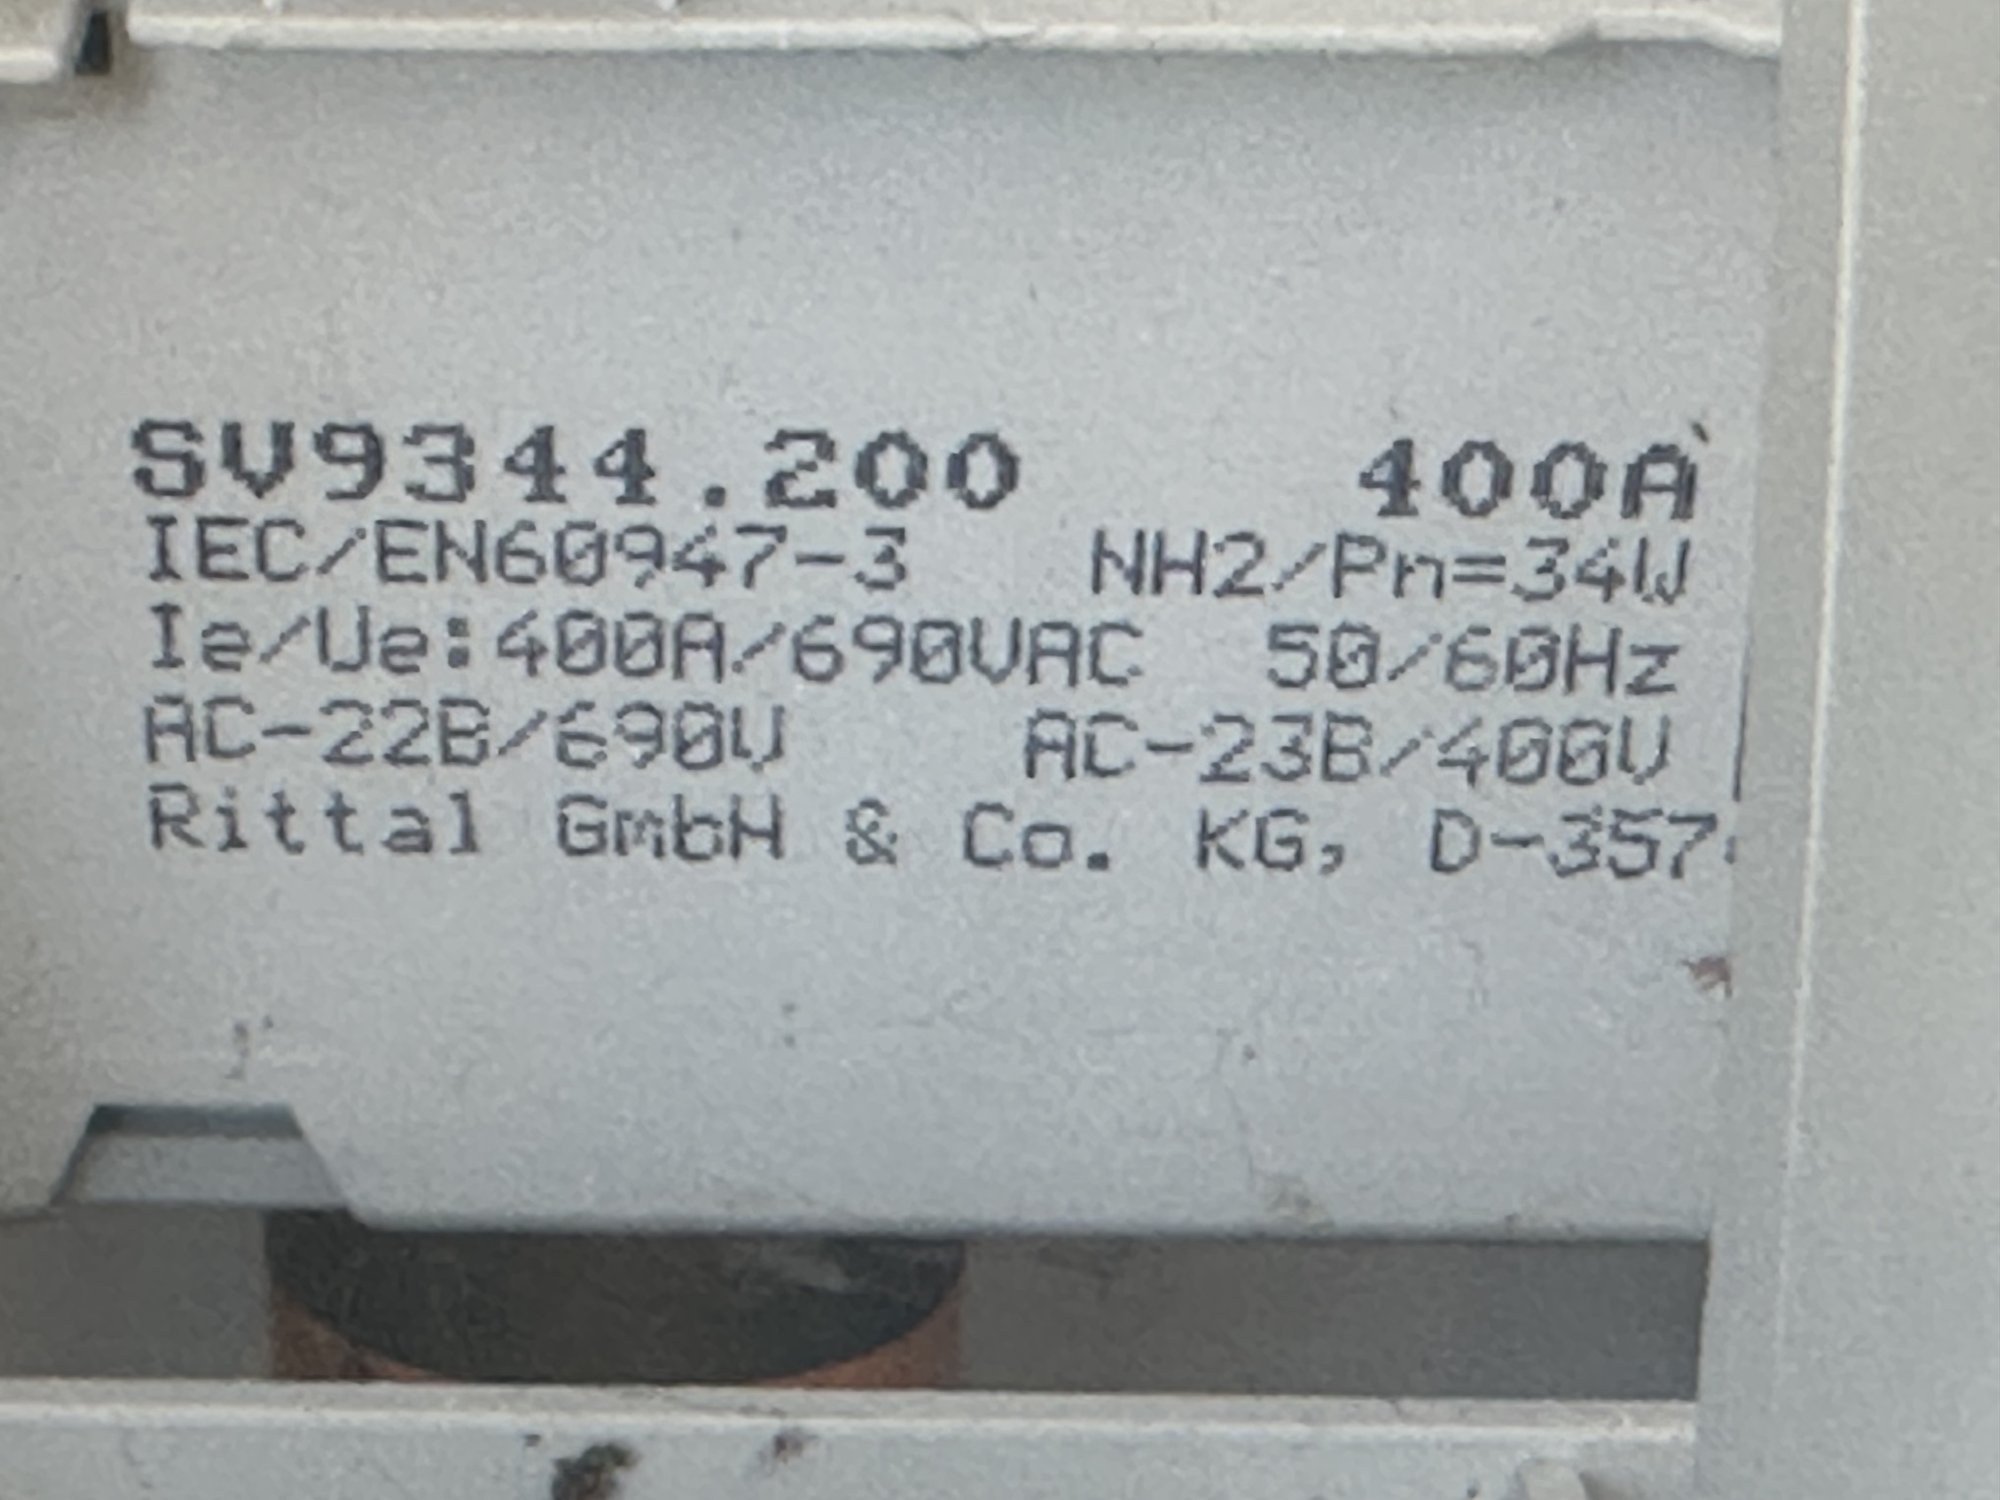 SV9344.200 400A
IEC/EN60947-3 NH2/Pn=34W
Ie/Ue:400A/690VAC 50/60Hz
AC-22B/690V AC-23B/400V
Rittal GmbH & Co. KG, D-357